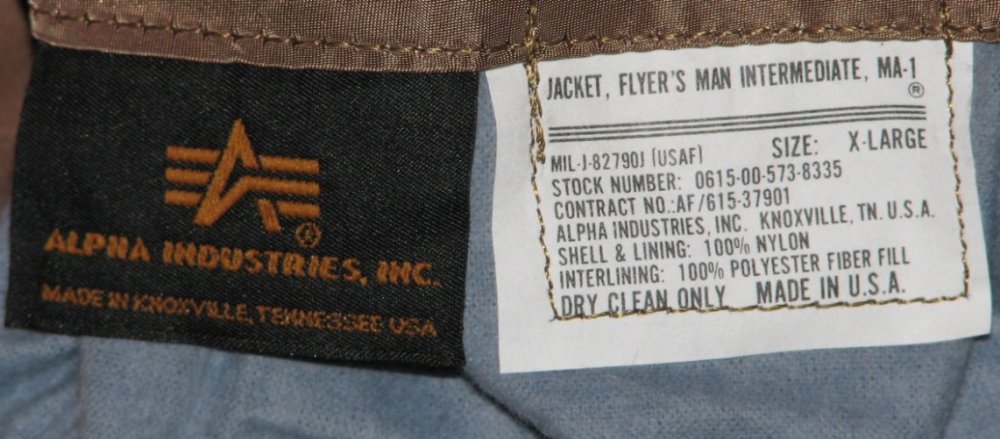 ALPHA INDUSTRIES, INC.
MADE IN KNOXVILLE, TENNESSEE USA
JACKET, FLYER'S MAN INTERMEDIATE, MA-1
®
MIL-J-82790J (USAF) SIZE: X-LARGE
STOCK NUMBER: 0615-00-573-8335
CONTRACT NO.:AF/615-37901
ALPHA INDUSTRIES, INC. KNOXVILLE, TN. U.S.A.
SHELL & LINING: 100% NYLON
INTERLINING: 100% POLYESTER FIBER FILL
DRY CLEAN ONLY MADE IN U.S.A.